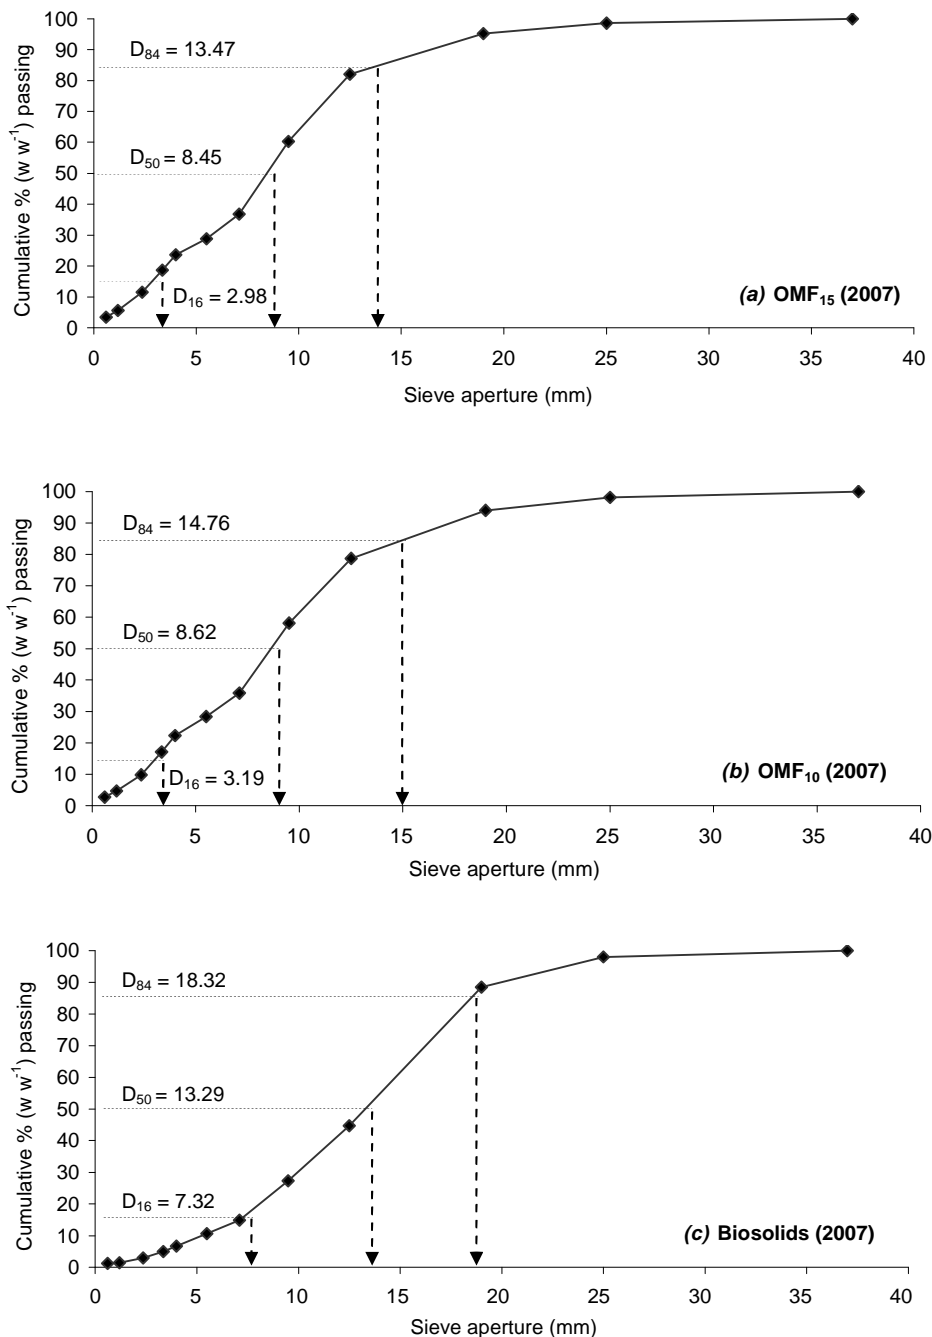 100
90
80
70
60
50
40
30
20
10
0
Cumulative % (w w⁻¹) passing
D₈₄ = 13.47
D₅₀ = 8.45
D₁₆ = 2.98
(a) OMF₁₅ (2007)
0 5 10 15 20 25 30 35 40
Sieve aperture (mm)
100
90
80
70
60
50
40
30
20
10
0
Cumulative % (w w⁻¹) passing
D₈₄ = 14.76
D₅₀ = 8.62
D₁₆ = 3.19
(b) OMF₁₀ (2007)
0 5 10 15 20 25 30 35 40
Sieve aperture (mm)
100
90
80
70
60
50
40
30
20
10
0
Cumulative % (w w⁻¹) passing
D₈₄ = 18.32
D₅₀ = 13.29
D₁₆ = 7.32
(c) Biosolids (2007)
0 5 10 15 20 25 30 35 40
Sieve aperture (mm)